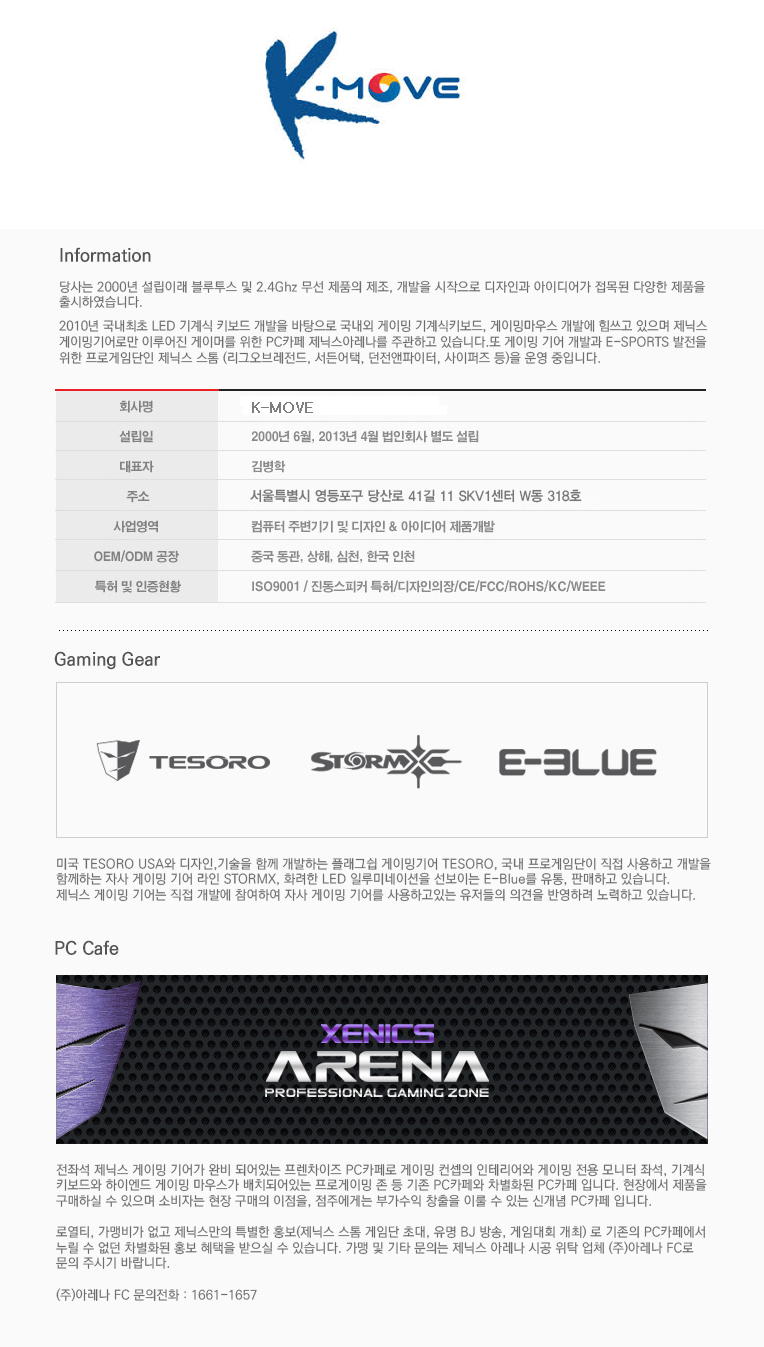 K-MOVE
Information
당사는 2000년 설립이래 블루투스 및 2.4Ghz 무선 제품의 제조, 개발을 시작으로 디자인과 아이디어가 접목된 다양한 제품을
출시하였습니다.
2010년 국내최초 LED 기계식 키보드 개발을 바탕으로 국내외 게이밍 기계식키보드, 게이밍마우스 개발에 힘쓰고 있으며 제닉스
게이밍기어로만 이루어진 게이머를 위한 PC카페 제닉스아레나를 주관하고 있습니다.또 게이밍 기어 개발과 E-SPORTS 발전을
위한 프로게임단인 제닉스 스톰 (리그오브레전드, 서든어택, 던전앤파이터, 사이퍼즈 등)을 운영 중입니다.
회사명 K-MOVE
설립일 2000년 6월, 2013년 4월 법인회사 별도 설립
대표자 김병학
주소 서울특별시 영등포구 당산로 41길 11 SKV1센터 W동 318호
사업영역 컴퓨터 주변기기 및 디자인 & 아이디어 제품개발
OEM/ODM 공장 중국 동관, 상해, 심천, 한국 인천
특허 및 인증현황 ISO9001 / 진동스피커 특허/디자인의장/CE/FCC/ROHS/KC/WEEE
Gaming Gear
TESORO STORMX E-BLUE
미국 TESORO USA와 디자인,기술을 함께 개발하는 플래그쉽 게이밍기어 TESORO, 국내 프로게임단이 직접 사용하고 개발을
함께하는 자사 게이밍 기어 라인 STORMX, 화려한 LED 일루미네이션을 선보이는 E-Blue를 유통, 판매하고 있습니다.
제닉스 게이밍 기어는 직접 개발에 참여하여 자사 게이밍 기어를 사용하고있는 유저들의 의견을 반영하려 노력하고 있습니다.
PC Cafe
XENICS
ARENA
PROFESSIONAL GAMING ZONE
전좌석 제닉스 게이밍 기어가 완비 되어있는 프렌차이즈 PC카페로 게이밍 컨셉의 인테리어와 게이밍 전용 모니터 좌석, 기계식
키보드와 하이엔드 게이밍 마우스가 배치되어있는 프로게이밍 존 등 기존 PC카페와 차별화된 PC카페 입니다. 현장에서 제품을
구매하실 수 있으며 소비자는 현장 구매의 이점을, 점주에게는 부가수익 창출을 이룰 수 있는 신개념 PC카페 입니다.
로열티, 가맹비가 없고 제닉스만의 특별한 홍보(제닉스 스톰 게임단 초대, 유명 BJ 방송, 게임대회 개최) 로 기존의 PC카페에서
누릴 수 없던 차별화된 홍보 혜택을 받으실 수 있습니다. 가맹 및 기타 문의는 제닉스 아레나 시공 위탁 업체 (주)아레나 FC로
문의 주시기 바랍니다.
(주)아레나 FC 문의전화 : 1661-1657